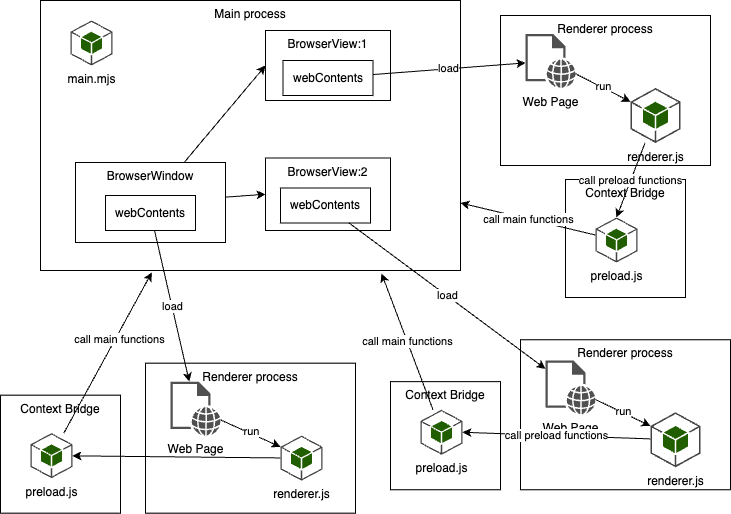 Main process
main.mjs
BrowserView:1
webContents
load
Renderer process
Web Page
run
renderer.js
call preload functions
Context Bridge
preload.js
call main functions
BrowserWindow
webContents
BrowserView:2
webContents
load
load
call main functions
call main functions
Context Bridge
preload.js
Renderer process
Web Page
run
renderer.js
Context Bridge
preload.js
call preload functions
Renderer process
Web Page
run
renderer.js